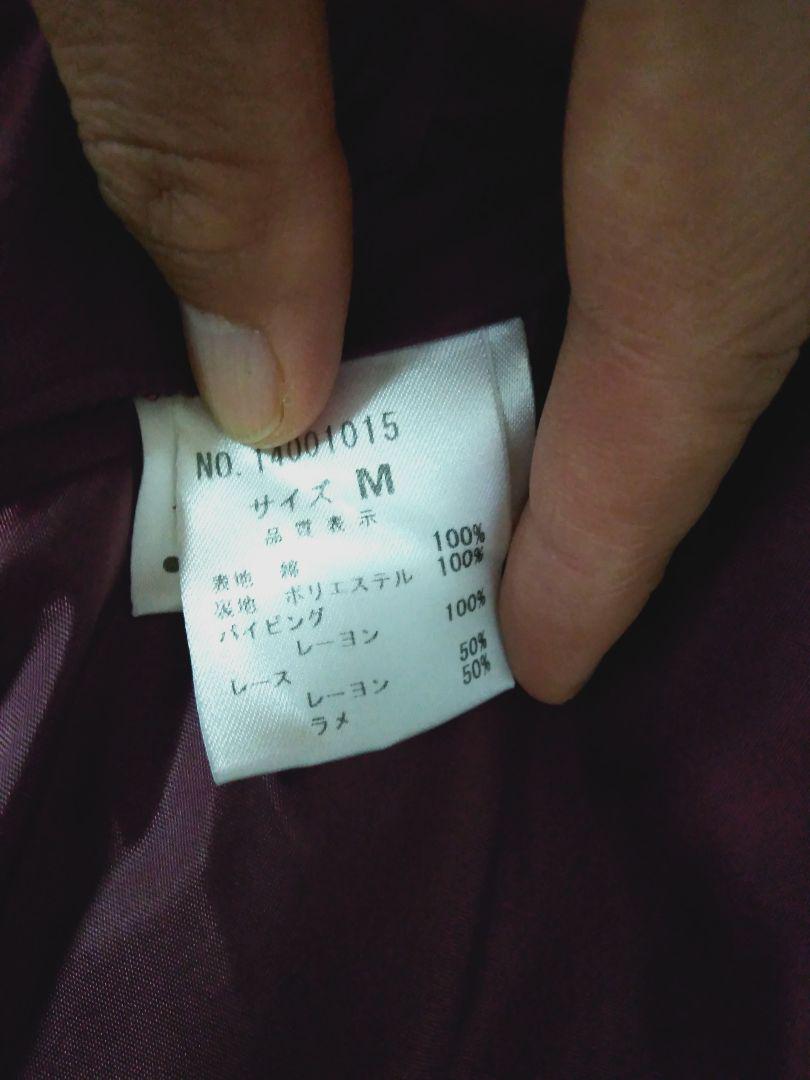 NO. 14001015
サイズ M
品質表示
表地 綿 100%
裏地 ポリエステル 100%
パイピング
レーヨン 100%
レース
レーヨン 50%
ラメ 50%